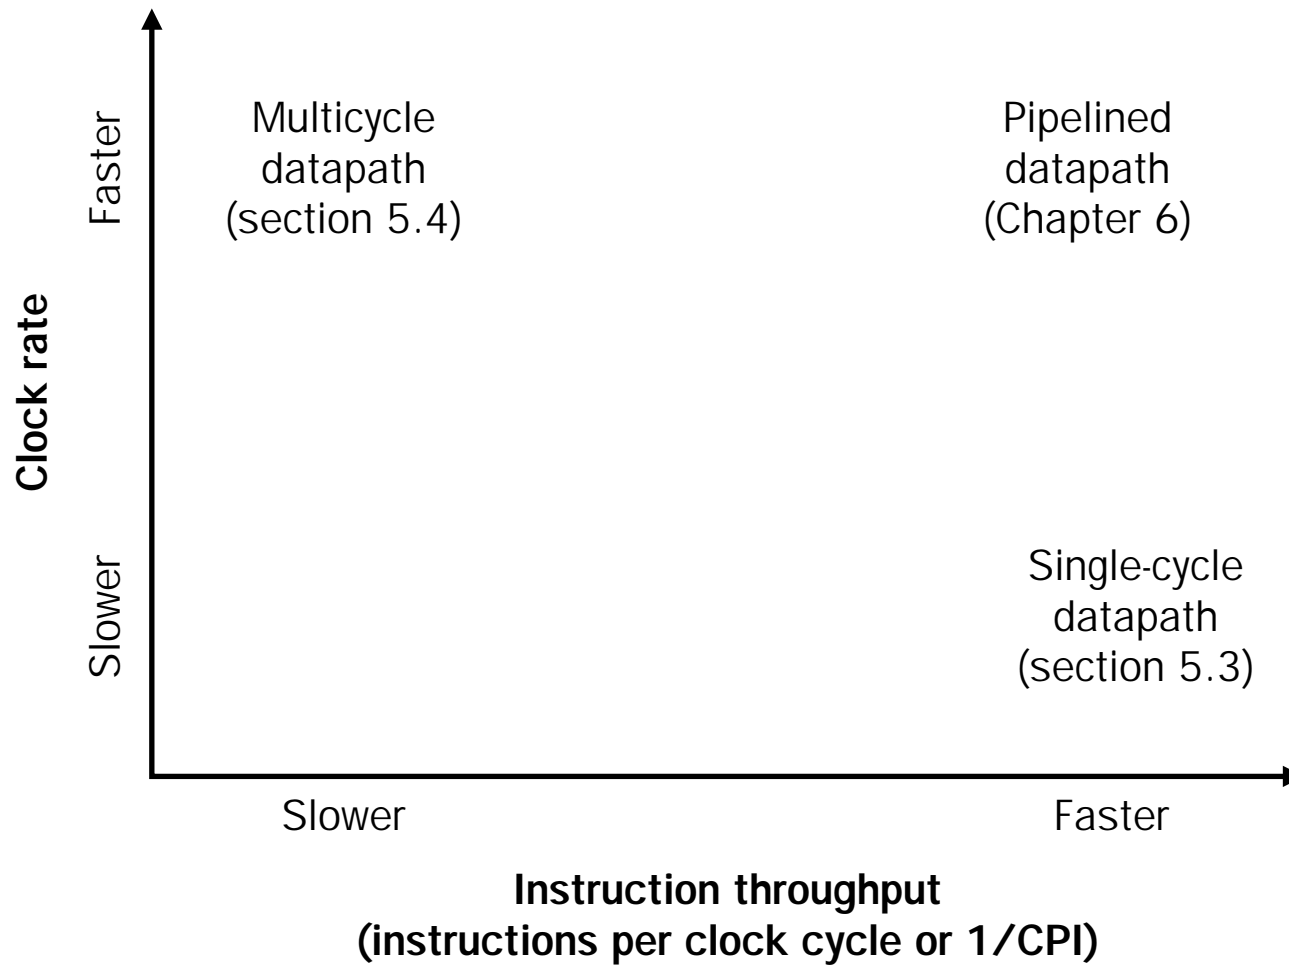 Multicycle
datapath
(section 5.4)
Pipelined
datapath
(Chapter 6)
Faster
Clock rate
Single-cycle
datapath
(section 5.3)
Slower
Slower
Faster
Instruction throughput
(instructions per clock cycle or 1/CPI)